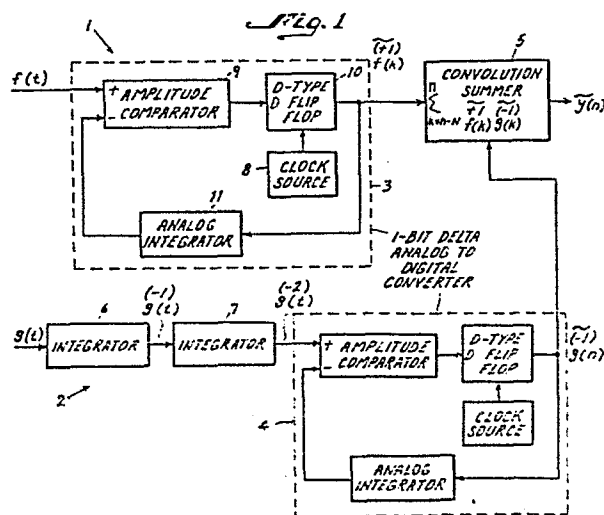 Fig. 1
1
f(t)
+
-
AMPLITUDE
COMPARATOR
9
D
D-TYPE
FLIP
FLOP
10
(+1)
f(k)
8
CLOCK
SOURCE
3
11
ANALOG
INTEGRATOR
5
CONVOLUTION
SUMMER
n
Σ
k=n-N
+1 (-1)
f(k) g(k)
y(n)
1-BIT DELTA
ANALOG TO
DIGITAL
CONVERTER
g(t)
6
INTEGRATOR
(-1)
g(t)
7
INTEGRATOR
(-2)
g(t)
2
4
+
-
AMPLITUDE
COMPARATOR
D
D-TYPE
FLIP
FLOP
(-1)
g(n)
CLOCK
SOURCE
ANALOG
INTEGRATOR